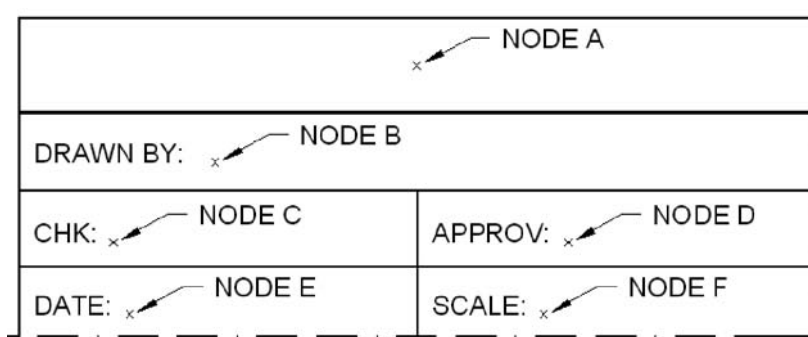 NODE A
DRAWN BY: NODE B
CHK: NODE C
APPROV: NODE D
DATE: NODE E
SCALE: NODE F